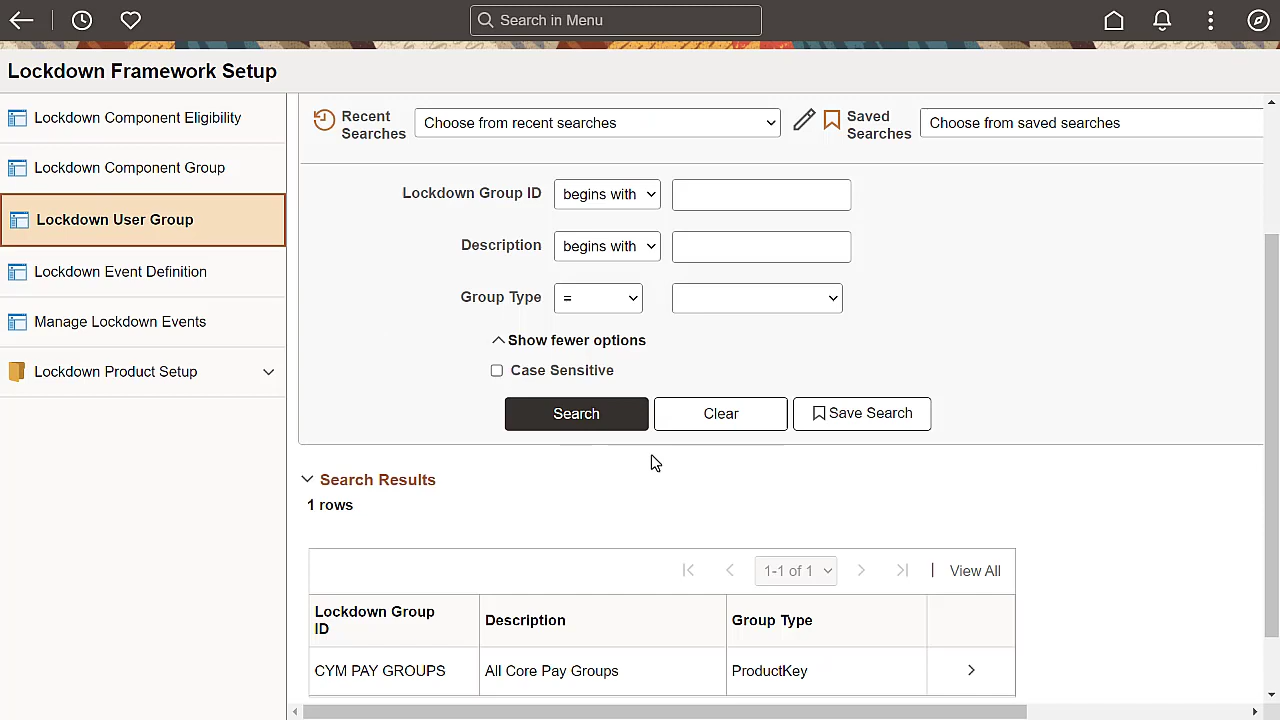 Search in Menu
Lockdown Framework Setup
Lockdown Component Eligibility
Lockdown Component Group
Lockdown User Group
Lockdown Event Definition
Manage Lockdown Events
Lockdown Product Setup
Recent Searches
Choose from recent searches
Saved Searches
Choose from saved searches
Lockdown Group ID begins with
Description begins with
Group Type =
Show fewer options
Case Sensitive
Search Clear Save Search
Search Results
1 rows
1-1 of 1 | View All
Lockdown Group ID Description Group Type
CYM PAY GROUPS All Core Pay Groups ProductKey